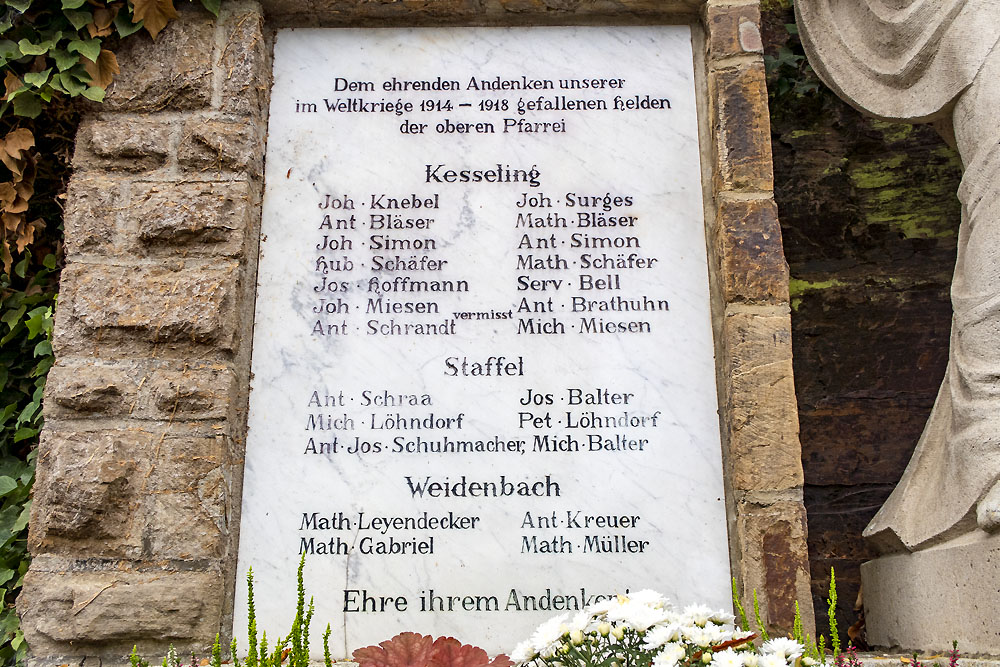 Dem ehrenden Andenken unserer
im Weltkriege 1914 – 1918 gefallenen Helden
der oberen Pfarrei
Kesseling
Joh · Knebel Joh · Surges
Ant · Bläser Math · Bläser
Joh · Simon Ant · Simon
Hub · Schäfer Math · Schäfer
Jos · Hoffmann Serv · Bell
Joh · Miesen Ant · Brathuhn
vermisst
Ant · Schrandt Mich · Miesen
Staffel
Ant · Schraa Jos · Balter
Mich · Löhndorf Pet · Löhndorf
Ant · Jos · Schuhmacher, Mich · Balter
Weidenbach
Math · Leyendecker Ant · Kreuer
Math · Gabriel Math · Müller
Ehre ihrem Andenken!